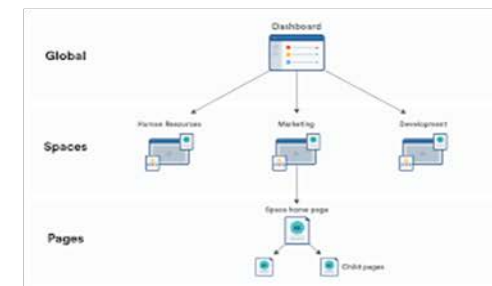 Dashboard
Global
Human Resources
Marketing
Development
Spaces
Space home page
Pages
Child pages